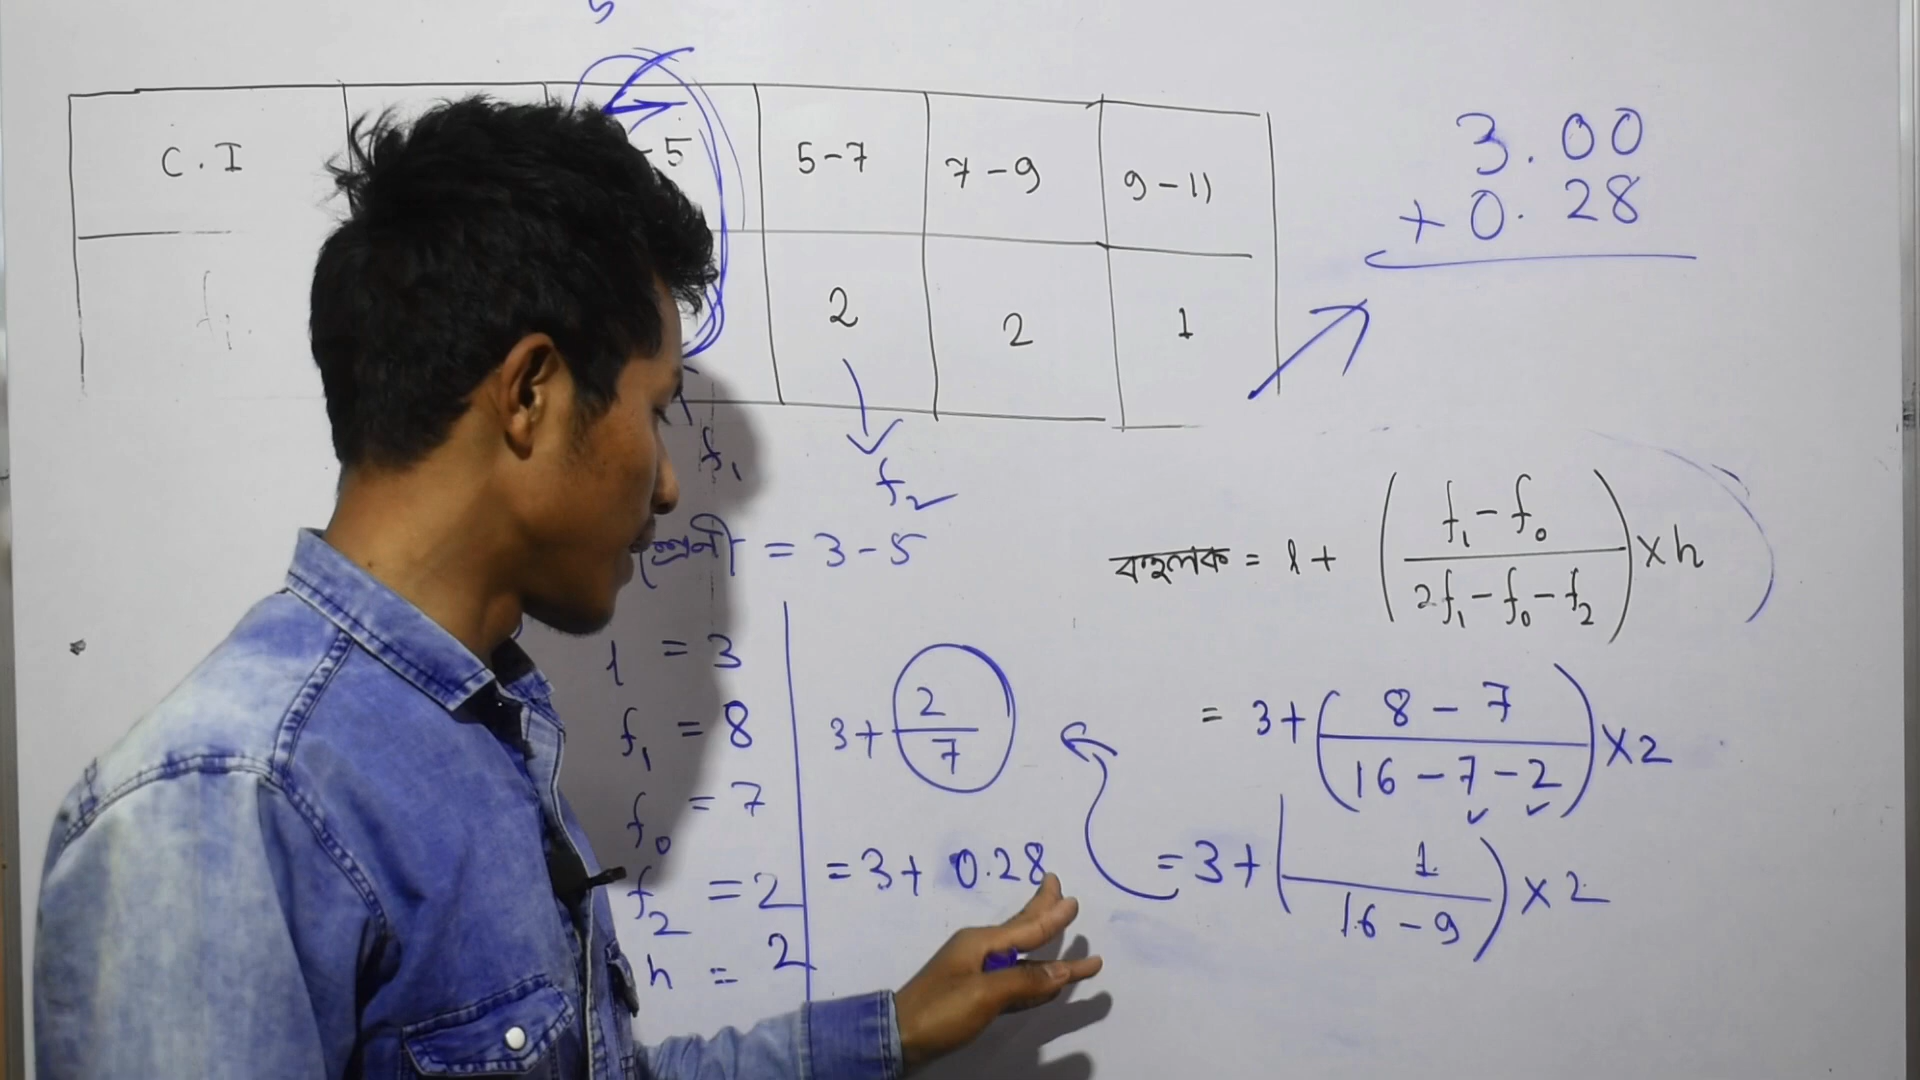 5
C.I -5 5-7 7-9 9-11
fi 2 2 1
f₁ f₂
3.00
+ 0.28
শ্রেণী = 3-5
l = 3
f₁ = 8
f₀ = 7
f₂ = 2
h = 2
3 + 2/7
= 3 + 0.28
বহুলক = l + ( (f₁ - f₀) / (2f₁ - f₀ - f₂) ) × h
= 3 + ( (8 - 7) / (16 - 7 - 2) ) × 2
= 3 + ( 1 / (16 - 9) ) × 2